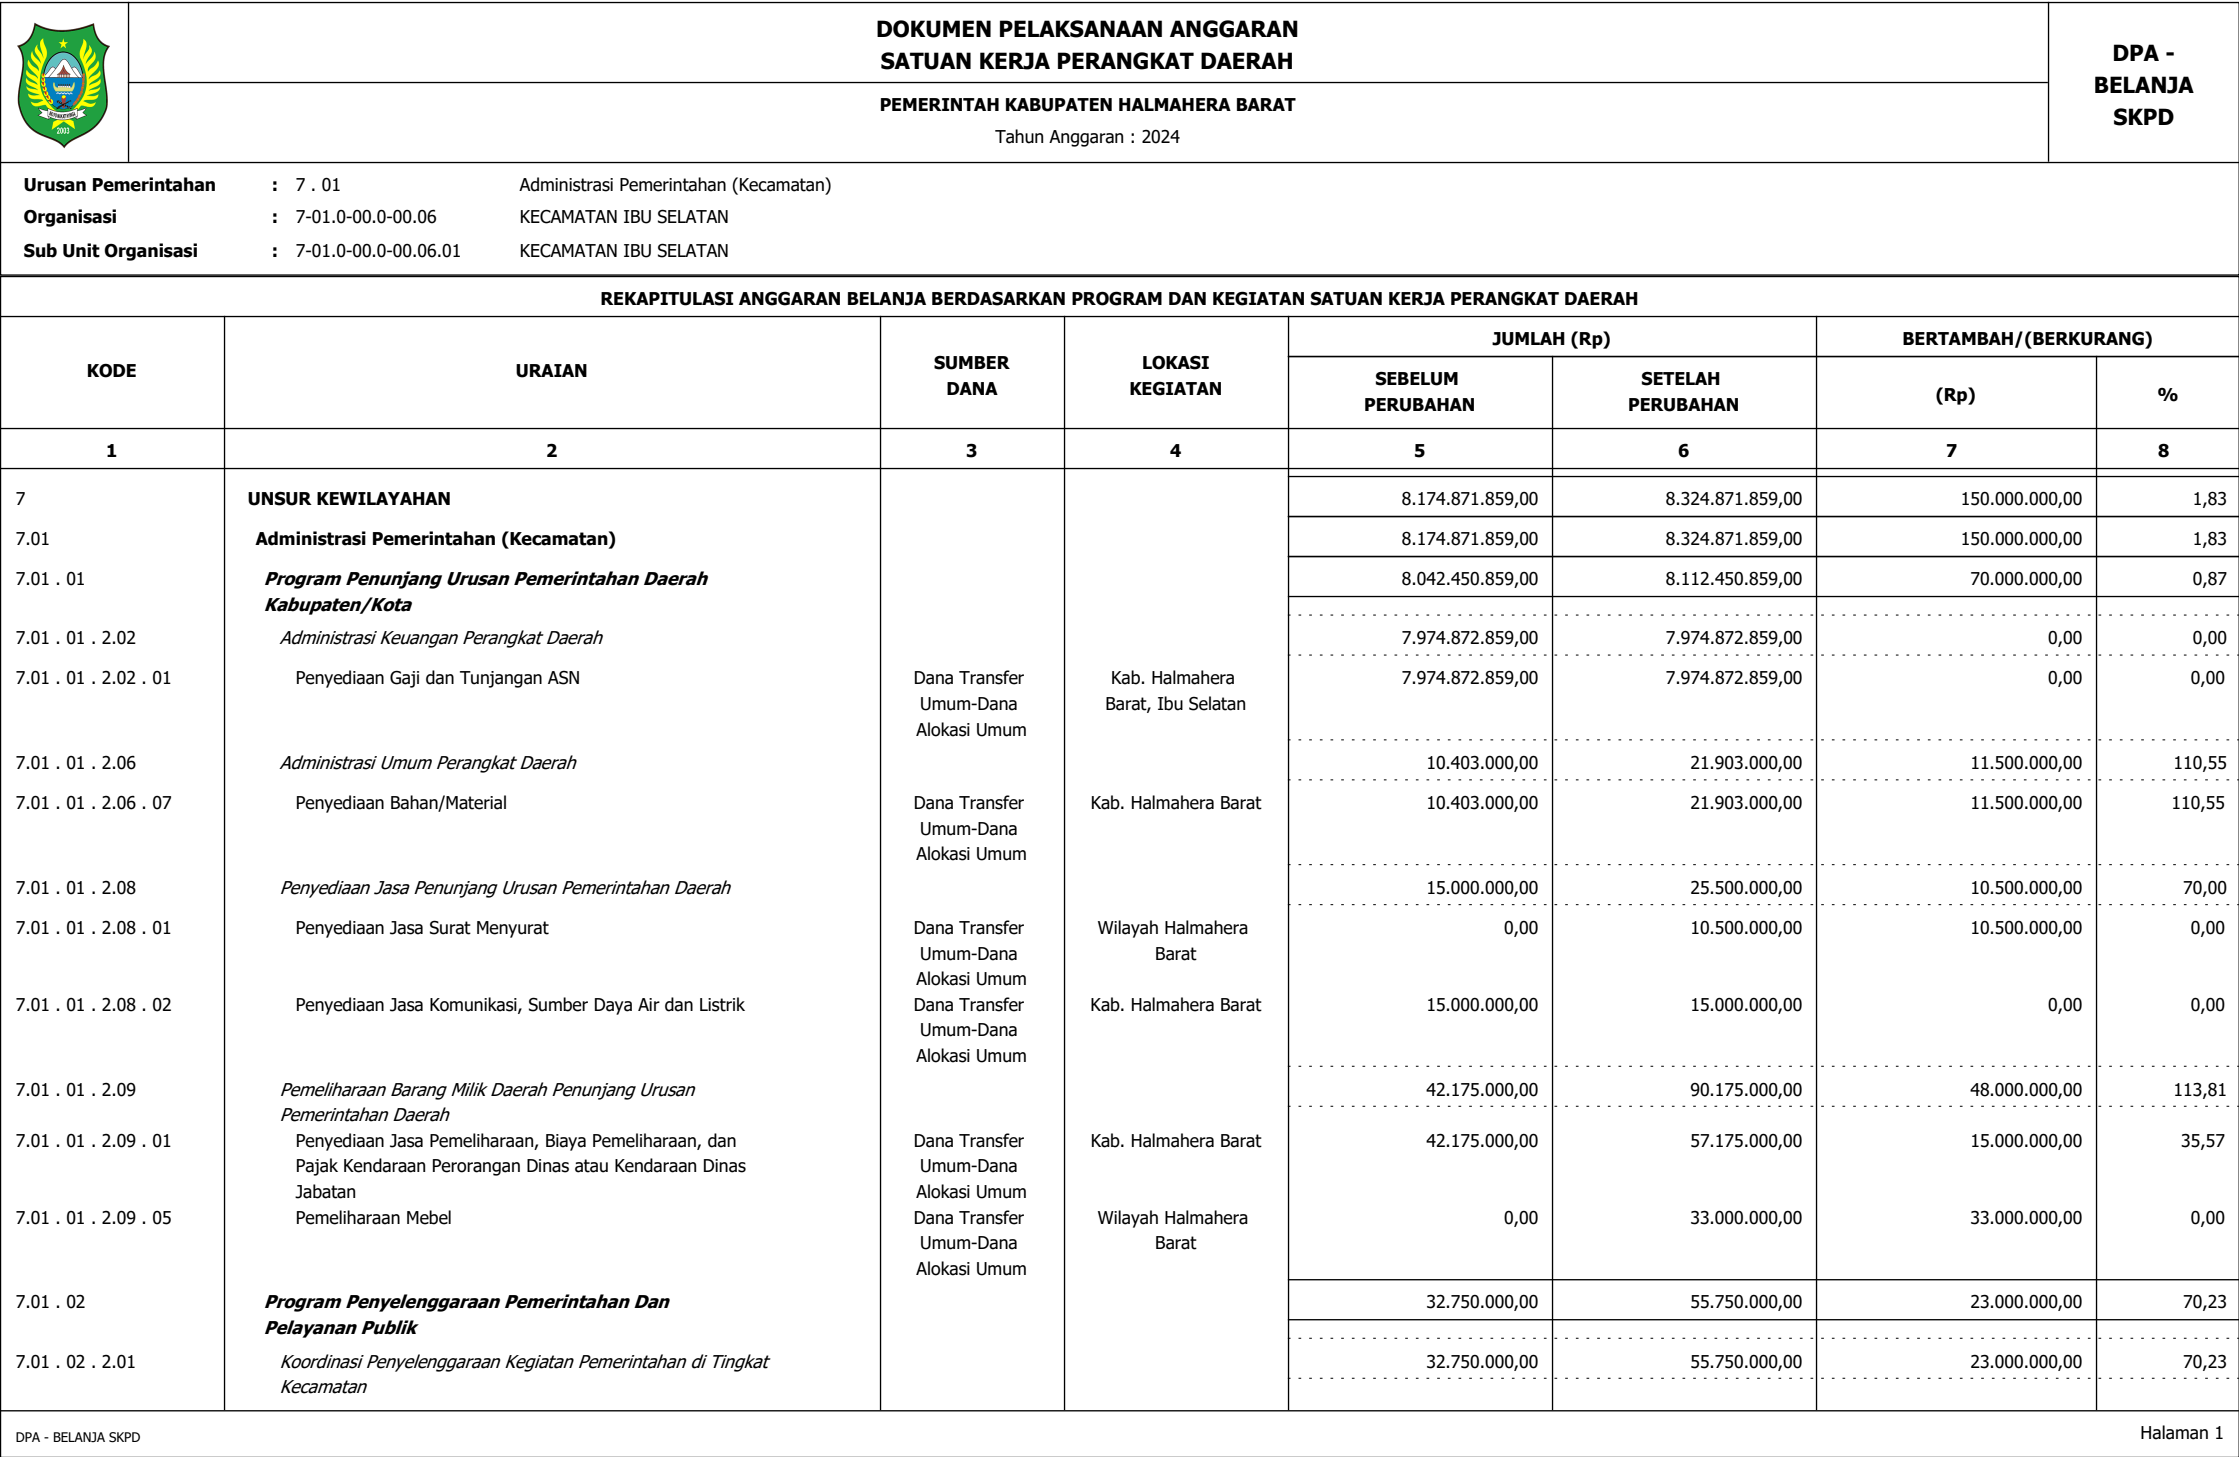 DOKUMEN PELAKSANAAN ANGGARAN
SATUAN KERJA PERANGKAT DAERAH
DPA -
BELANJA
SKPD
PEMERINTAH KABUPATEN HALMAHERA BARAT
Tahun Anggaran : 2024
2003
Urusan Pemerintahan : 7 . 01 Administrasi Pemerintahan (Kecamatan)
Organisasi : 7-01.0-00.0-00.06 KECAMATAN IBU SELATAN
Sub Unit Organisasi : 7-01.0-00.0-00.06.01 KECAMATAN IBU SELATAN
REKAPITULASI ANGGARAN BELANJA BERDASARKAN PROGRAM DAN KEGIATAN SATUAN KERJA PERANGKAT DAERAH
KODE URAIAN SUMBER DANA LOKASI KEGIATAN JUMLAH (Rp) BERTAMBAH/(BERKURANG)
SEBELUM PERUBAHAN SETELAH PERUBAHAN (Rp) %
1 2 3 4 5 6 7 8
7 UNSUR KEWILAYAHAN 8.174.871.859,00 8.324.871.859,00 150.000.000,00 1,83
7.01 Administrasi Pemerintahan (Kecamatan) 8.174.871.859,00 8.324.871.859,00 150.000.000,00 1,83
7.01 . 01 Program Penunjang Urusan Pemerintahan Daerah 8.042.450.859,00 8.112.450.859,00 70.000.000,00 0,87
Kabupaten/Kota
7.01 . 01 . 2.02 Administrasi Keuangan Perangkat Daerah 7.974.872.859,00 7.974.872.859,00 0,00 0,00
7.01 . 01 . 2.02 . 01 Penyediaan Gaji dan Tunjangan ASN Dana Transfer Kab. Halmahera 7.974.872.859,00 7.974.872.859,00 0,00 0,00
Umum-Dana Barat, Ibu Selatan
Alokasi Umum
7.01 . 01 . 2.06 Administrasi Umum Perangkat Daerah 10.403.000,00 21.903.000,00 11.500.000,00 110,55
7.01 . 01 . 2.06 . 07 Penyediaan Bahan/Material Dana Transfer Kab. Halmahera Barat 10.403.000,00 21.903.000,00 11.500.000,00 110,55
Umum-Dana
Alokasi Umum
7.01 . 01 . 2.08 Penyediaan Jasa Penunjang Urusan Pemerintahan Daerah 15.000.000,00 25.500.000,00 10.500.000,00 70,00
7.01 . 01 . 2.08 . 01 Penyediaan Jasa Surat Menyurat Dana Transfer Wilayah Halmahera 0,00 10.500.000,00 10.500.000,00 0,00
Umum-Dana Barat
Alokasi Umum
7.01 . 01 . 2.08 . 02 Penyediaan Jasa Komunikasi, Sumber Daya Air dan Listrik Dana Transfer Kab. Halmahera Barat 15.000.000,00 15.000.000,00 0,00 0,00
Umum-Dana
Alokasi Umum
7.01 . 01 . 2.09 Pemeliharaan Barang Milik Daerah Penunjang Urusan 42.175.000,00 90.175.000,00 48.000.000,00 113,81
Pemerintahan Daerah
7.01 . 01 . 2.09 . 01 Penyediaan Jasa Pemeliharaan, Biaya Pemeliharaan, dan Dana Transfer Kab. Halmahera Barat 42.175.000,00 57.175.000,00 15.000.000,00 35,57
Pajak Kendaraan Perorangan Dinas atau Kendaraan Dinas Umum-Dana
Jabatan Alokasi Umum
7.01 . 01 . 2.09 . 05 Pemeliharaan Mebel Dana Transfer Wilayah Halmahera 0,00 33.000.000,00 33.000.000,00 0,00
Umum-Dana Barat
Alokasi Umum
7.01 . 02 Program Penyelenggaraan Pemerintahan Dan 32.750.000,00 55.750.000,00 23.000.000,00 70,23
Pelayanan Publik
7.01 . 02 . 2.01 Koordinasi Penyelenggaraan Kegiatan Pemerintahan di Tingkat 32.750.000,00 55.750.000,00 23.000.000,00 70,23
Kecamatan
DPA - BELANJA SKPD Halaman 1